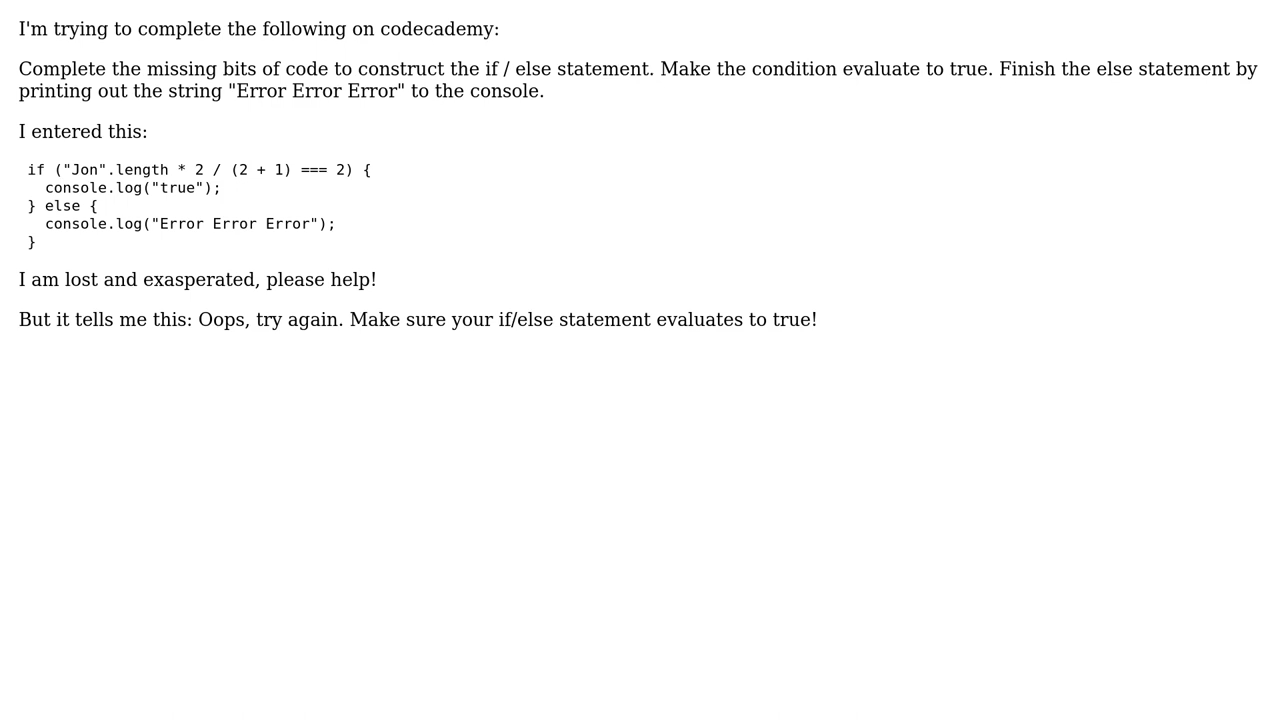 I'm trying to complete the following on codecademy:
Complete the missing bits of code to construct the if / else statement. Make the condition evaluate to true. Finish the else statement by
printing out the string "Error Error Error" to the console.
I entered this:
if ("Jon".length * 2 / (2 + 1) === 2) {
  console.log("true");
} else {
  console.log("Error Error Error");
}
I am lost and exasperated, please help!
But it tells me this: Oops, try again. Make sure your if/else statement evaluates to true!